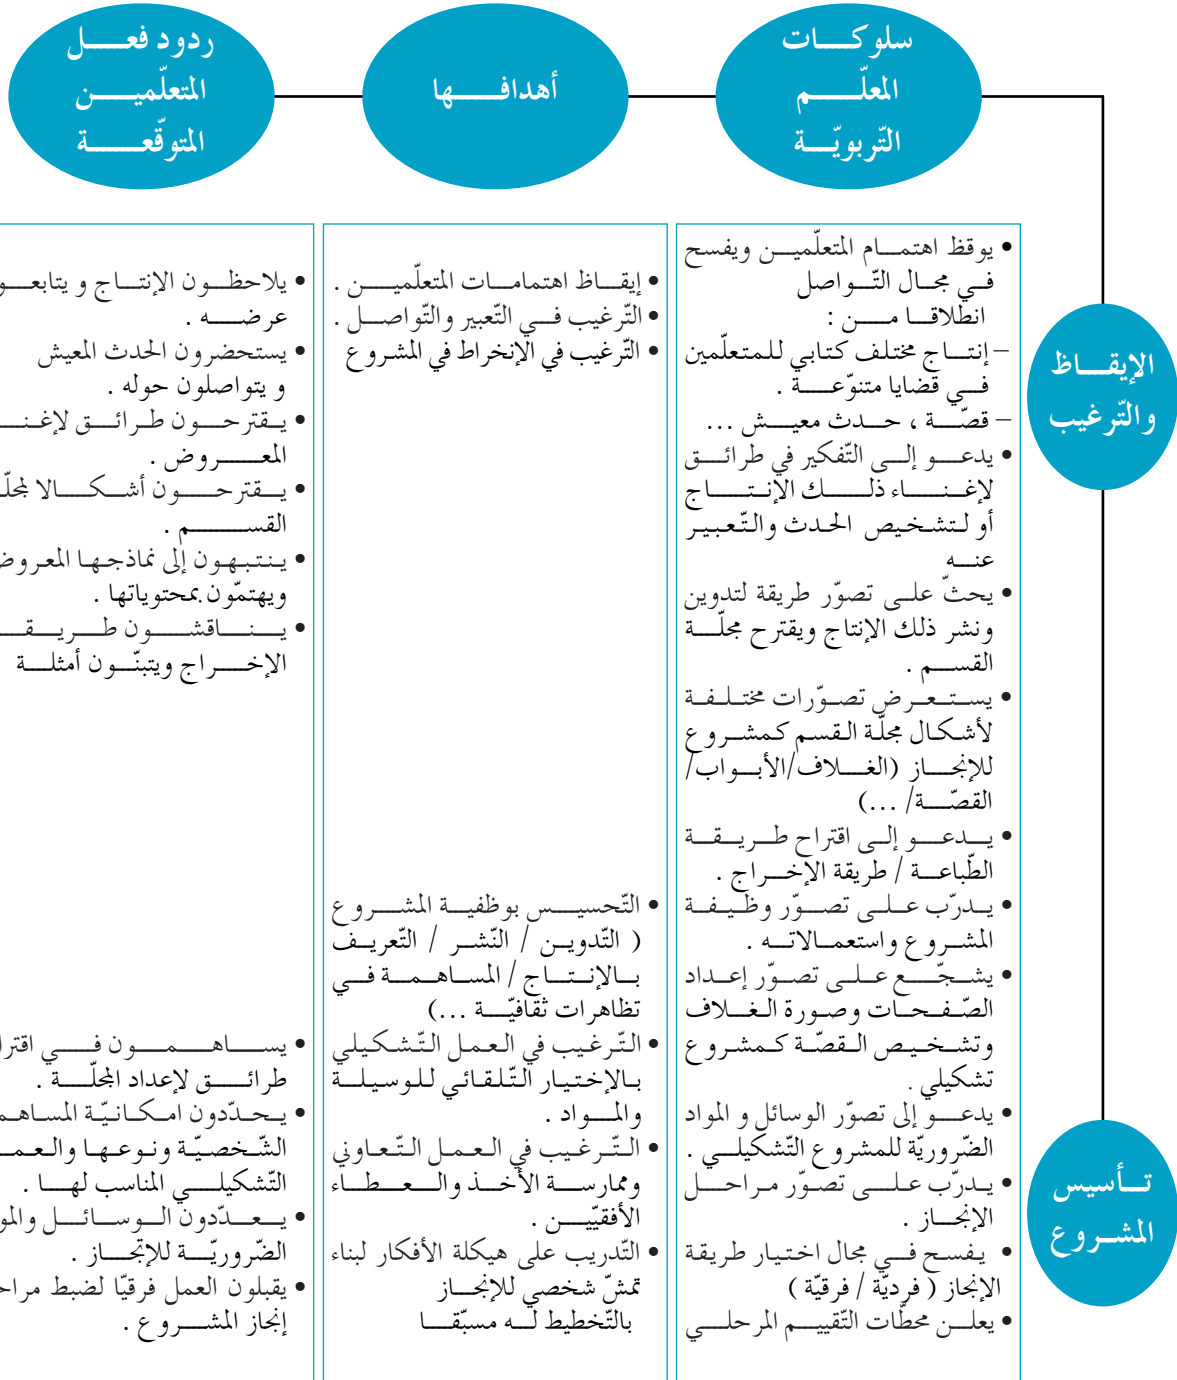 سلوكات
المعلّم
التّربويّة
أهدافها
ردود فعل
المتعلّمين
المتوقّعة
الإيقاظ
والتّرغيب
• يوقظ اهتمام المتعلّمين ويفسح
في مجال التّواصل
انطلاقا من :
– إنتاج مختلف كتابي للمتعلّمين
في قضايا متنوّعة .
– قصّة ، حدث معيش ...
• يدعو إلى التّفكير في طرائق
لإغناء ذلك الإنتاج
أو لتشخيص الحدث والتّعبير
عنه
• يحثّ على تصوّر طريقة لتدوين
ونشر ذلك الإنتاج ويقترح مجلّة
القسم .
• يستعرض تصوّرات مختلفة
لأشكال مجلّة القسم كمشروع
للإنجاز (الغلاف/الأبواب/
القصّة/ ...)
• يدعو إلى اقتراح طريقة
الطّباعة / طريقة الإخراج .
• يدرّب على تصوّر وظيفة
المشروع واستعمالاته .
• يشجّع على تصوّر إعداد
الصّفحات وصورة الغلاف
وتشخيص القصّة كمشروع
تشكيلي .
• يدعو إلى تصوّر الوسائل و المواد
الضّروريّة للمشروع التّشكيلي .
• يدرّب على تصوّر مراحل
الإنجاز .
• يفسح في مجال اختيار طريقة
الإنجاز ( فرديّة / فرقيّة )
• يعلن محطّات التّقييم المرحلي
• إيقاظ اهتمامات المتعلّمين .
• التّرغيب في التّعبير والتّواصل .
• التّرغيب في الإنخراط في المشروع
• التّحسيس بوظفية المشروع
( التّدوين / النّشر / التّعريف
بالإنتاج / المساهمة في
تظاهرات ثقافيّة ...)
• التّرغيب في العمل التّشكيلي
بالإختيار التّلقائي للوسيلة
والمواد .
• التّرغيب في العمل التّعاوني
وممارسة الأخذ والعطاء
الأفقيّين .
• التّدريب على هيكلة الأفكار لبناء
تمشّ شخصي للإنجاز
بالتّخطيط له مسبّقا
• يلاحظون الإنتاج و يتابعو
عرضه .
• يستحضرون الحدث المعيش
و يتواصلون حوله .
• يقترحون طرائق لإغنـ
المعروض .
• يقترحون أشكالا لمجلّـ
القسم .
• ينتبهون إلى نماذجها المعروض
ويهتمّون بمحتوياتها .
• يناقشون طريقـ
الإخراج ويتبنّون أمثلة
• يساهمون في اقترا
طرائق لإعداد المجلّة .
• يحدّدون امكانيّة المساهمـ
الشّخصيّة ونوعها والعمـ
التّشكيلي المناسب لها .
• يعدّدون الوسائل والمو
الضّروريّة للإنجاز .
• يقبلون العمل فرقيّا لضبط مراحـ
إنجاز المشروع .
تأسيس
المشروع